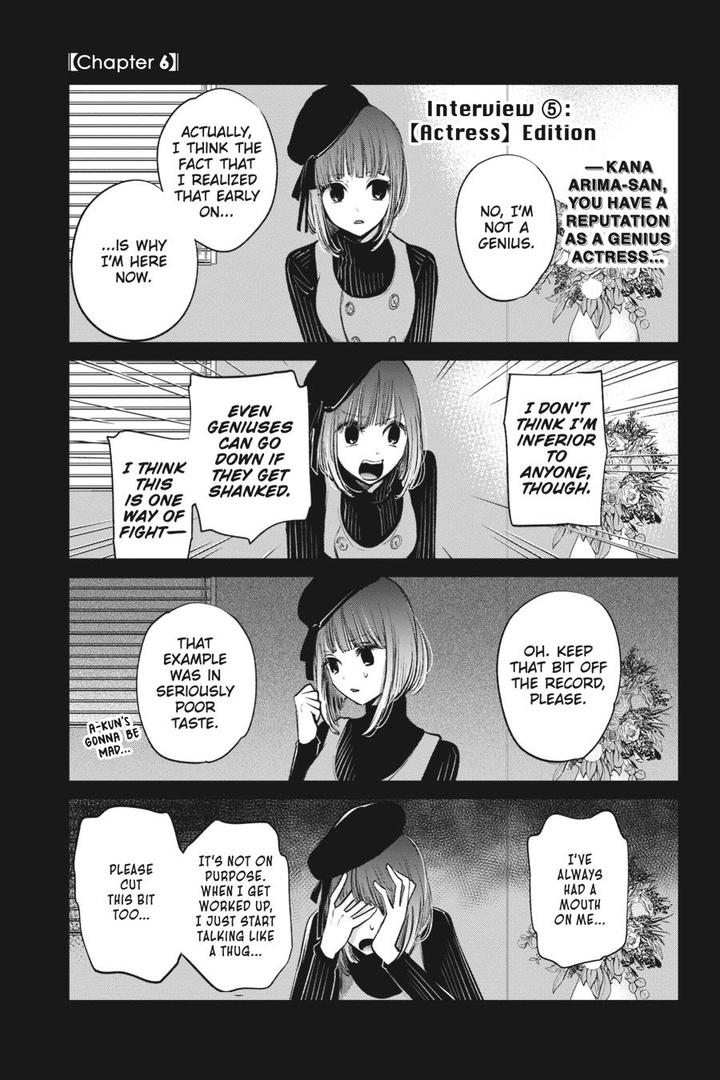 【Chapter 6】
Interview ⑤:
【Actress】 Edition
—KANA
ARIMA-SAN,
YOU HAVE A
REPUTATION
AS A GENIUS
ACTRESS...
NO, I'M
NOT A
GENIUS.
ACTUALLY,
I THINK THE
FACT THAT
I REALIZED
THAT EARLY
ON...
...IS WHY
I'M HERE
NOW.
I DON'T
THINK I'M
INFERIOR
TO
ANYONE,
THOUGH.
EVEN
GENIUSES
CAN GO
DOWN IF
THEY GET
SHANKED.
I THINK
THIS
IS ONE
WAY OF
FIGHT—
OH. KEEP
THAT BIT OFF
THE RECORD,
PLEASE.
THAT
EXAMPLE
WAS IN
SERIOUSLY
POOR
TASTE.
A-KUN'S
GONNA BE
MAD...
I'VE
ALWAYS
HAD A
MOUTH
ON ME...
IT'S NOT ON
PURPOSE.
WHEN I GET
WORKED UP,
I JUST START
TALKING LIKE
A THUG...
PLEASE
CUT
THIS BIT
TOO...